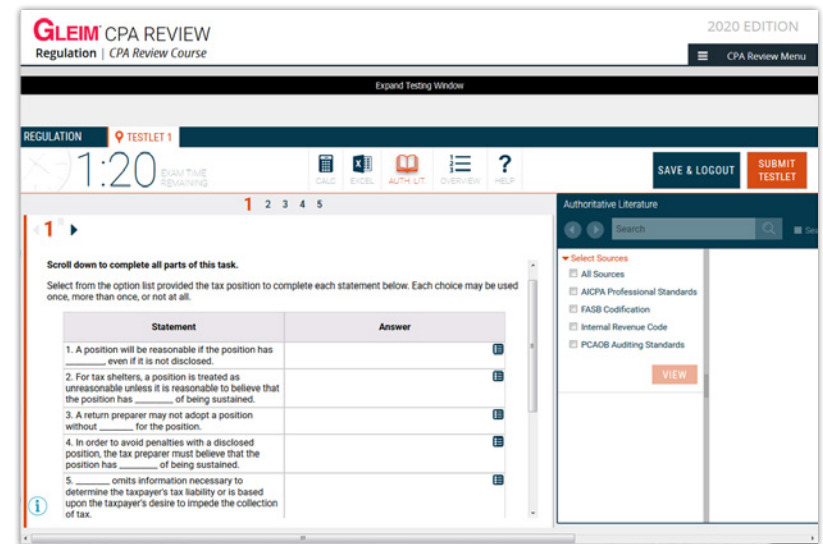 GLEIM CPA REVIEW
Regulation | CPA Review Course
2020 EDITION
CPA Review Menu
Expand Testing Window
REGULATION
TESTLET 1
1:20 EXAM TIME REMAINING
CALC
EXCEL
AUTH. LIT.
OVERVIEW
HELP
SAVE & LOGOUT
SUBMIT TESTLET
1 2 3 4 5
1
Scroll down to complete all parts of this task.
Select from the option list provided the tax position to complete each statement below. Each choice may be used
once, more than once, or not at all.
Statement
Answer
1. A position will be reasonable if the position has
________ even if it is not disclosed.
2. For tax shelters, a position is treated as
unreasonable unless it is reasonable to believe that
the position has ________ of being sustained.
3. A return preparer may not adopt a position
without ________ for the position.
4. In order to avoid penalties with a disclosed
position, the tax preparer must believe that the
position has ________ of being sustained.
5. ________ omits information necessary to
determine the taxpayer's tax liability or is based
upon the taxpayer's desire to impede the collection
of tax.
Authoritative Literature
Search
Select Sources
All Sources
AICPA Professional Standards
FASB Codification
Internal Revenue Code
PCAOB Auditing Standards
VIEW